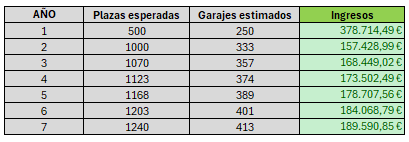 AÑO Plazas esperadas Garajes estimados Ingresos
1 500 250 378.714,49 €
2 1000 333 157.428,99 €
3 1070 357 168.449,02 €
4 1123 374 173.502,49 €
5 1168 389 178.707,56 €
6 1203 401 184.068,79 €
7 1240 413 189.590,85 €